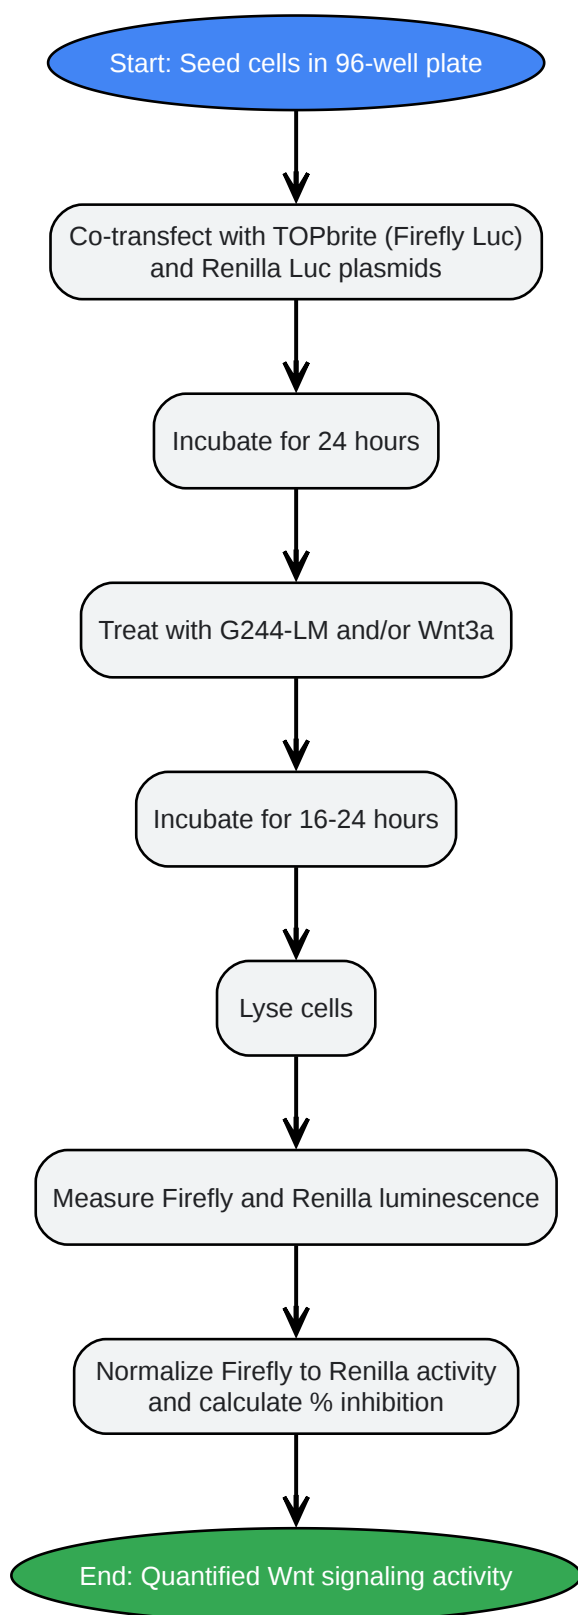 Start: Seed cells in 96-well plate
Co-transfect with TOPbrite (Firefly Luc)
and Renilla Luc plasmids
Incubate for 24 hours
Treat with G244-LM and/or Wnt3a
Incubate for 16-24 hours
Lyse cells
Measure Firefly and Renilla luminescence
Normalize Firefly to Renilla activity
and calculate % inhibition
End: Quantified Wnt signaling activity